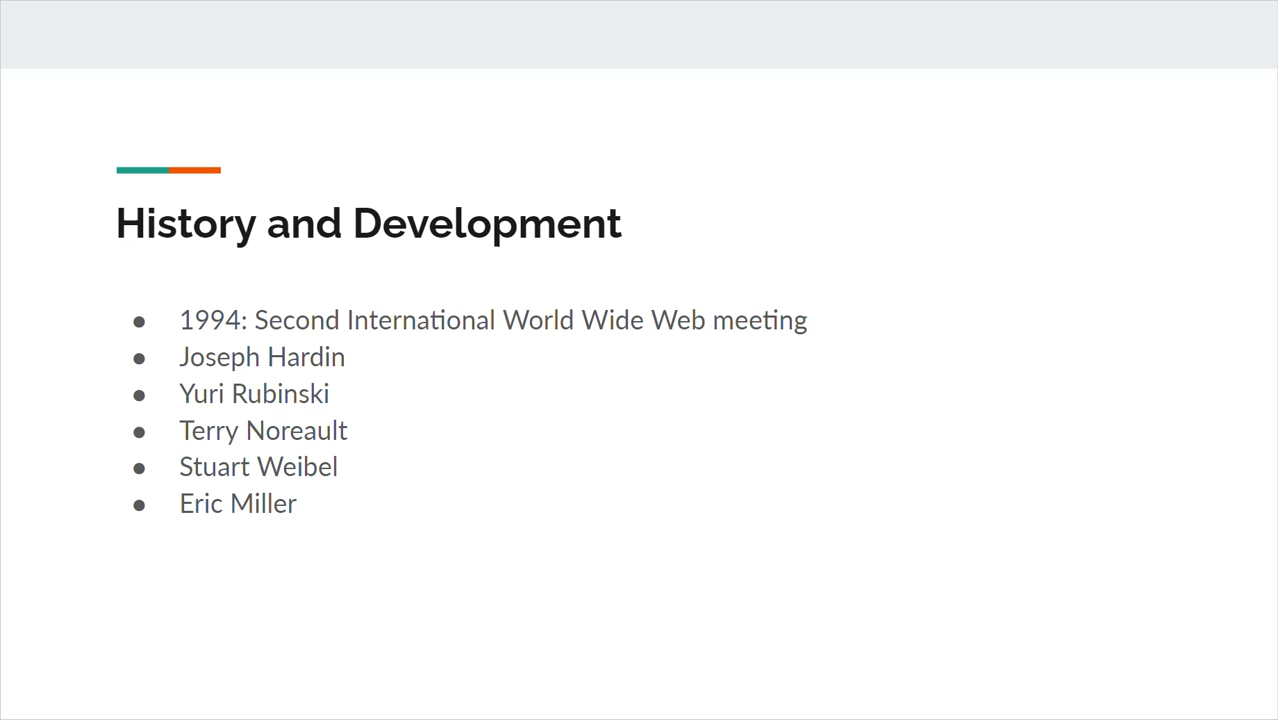 History and Development
● 1994: Second International World Wide Web meeting
● Joseph Hardin
● Yuri Rubinski
● Terry Noreault
● Stuart Weibel
● Eric Miller